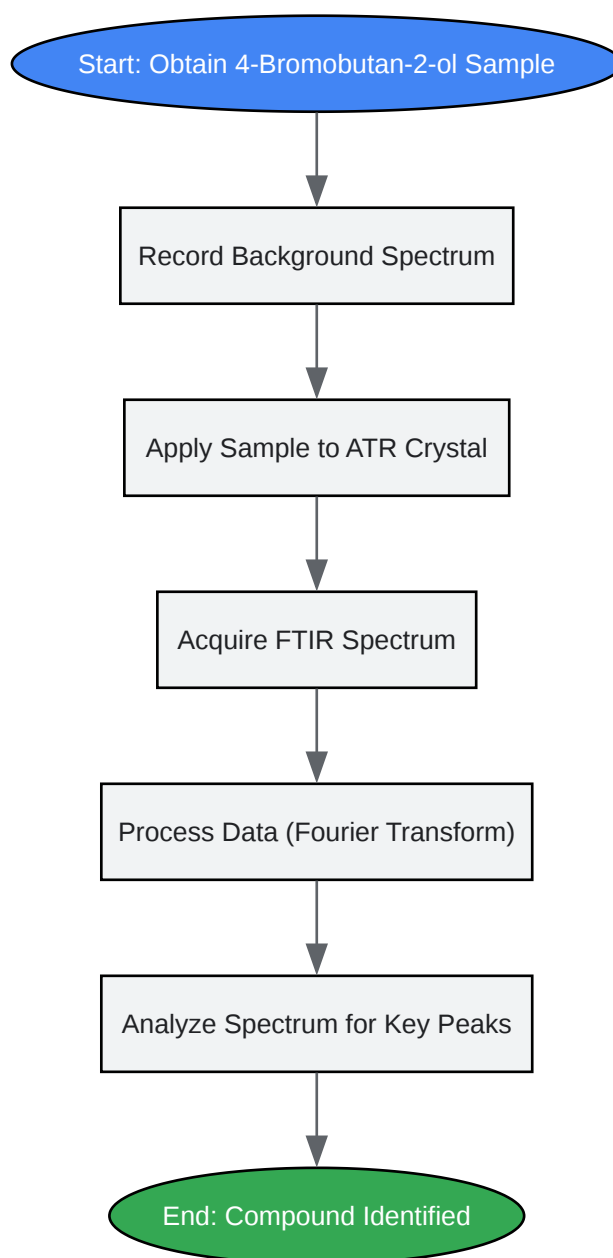 Start: Obtain 4-Bromobutan-2-ol Sample
Record Background Spectrum
Apply Sample to ATR Crystal
Acquire FTIR Spectrum
Process Data (Fourier Transform)
Analyze Spectrum for Key Peaks
End: Compound Identified